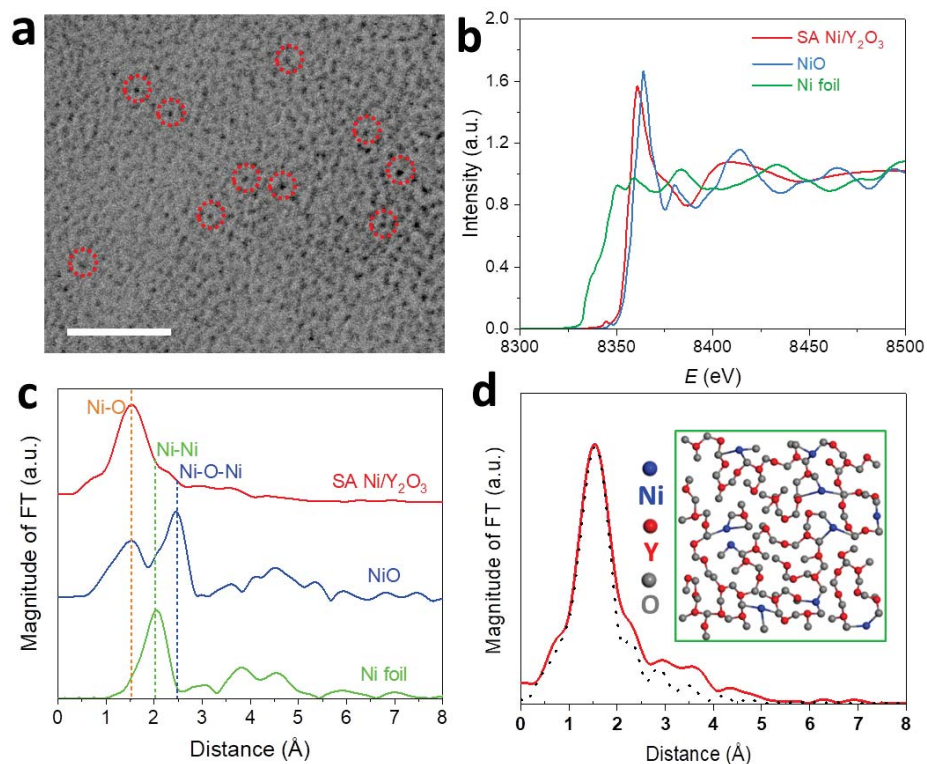 a
b
SA Ni/Y₂O₃
NiO
Ni foil
1.6
1.2
0.8
0.4
0.0
Intensity (a.u.)
8300 8350 8400 8450 8500
E (eV)
c
Ni-O
Ni-Ni
Ni-O-Ni
SA Ni/Y₂O₃
NiO
Ni foil
Magnitude of FT (a.u.)
0 1 2 3 4 5 6 7 8
Distance (Å)
d
Ni
Y
O
Magnitude of FT (a.u.)
0 1 2 3 4 5 6 7 8
Distance (Å)